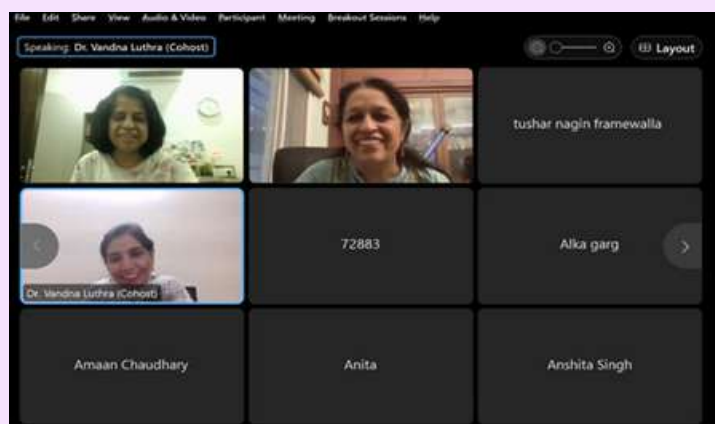 File Edit Share View Audio & Video Participant Meeting Breakout Sessions Help
Speaking: Dr. Vandna Luthra (Cohost)
Layout
tushar nagin framewalla
72883
Alka garg
Dr. Vandna Luthra (Cohost)
Amaan Chaudhary
Anita
Anshita Singh